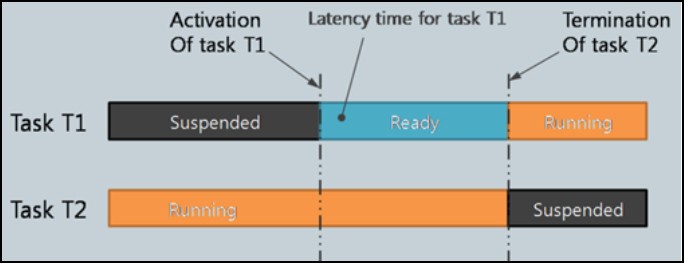 Activation
Of task T1
Latency time for task T1
Termination
Of task T2
Task T1
Suspended
Ready
Running
Task T2
Running
Suspended